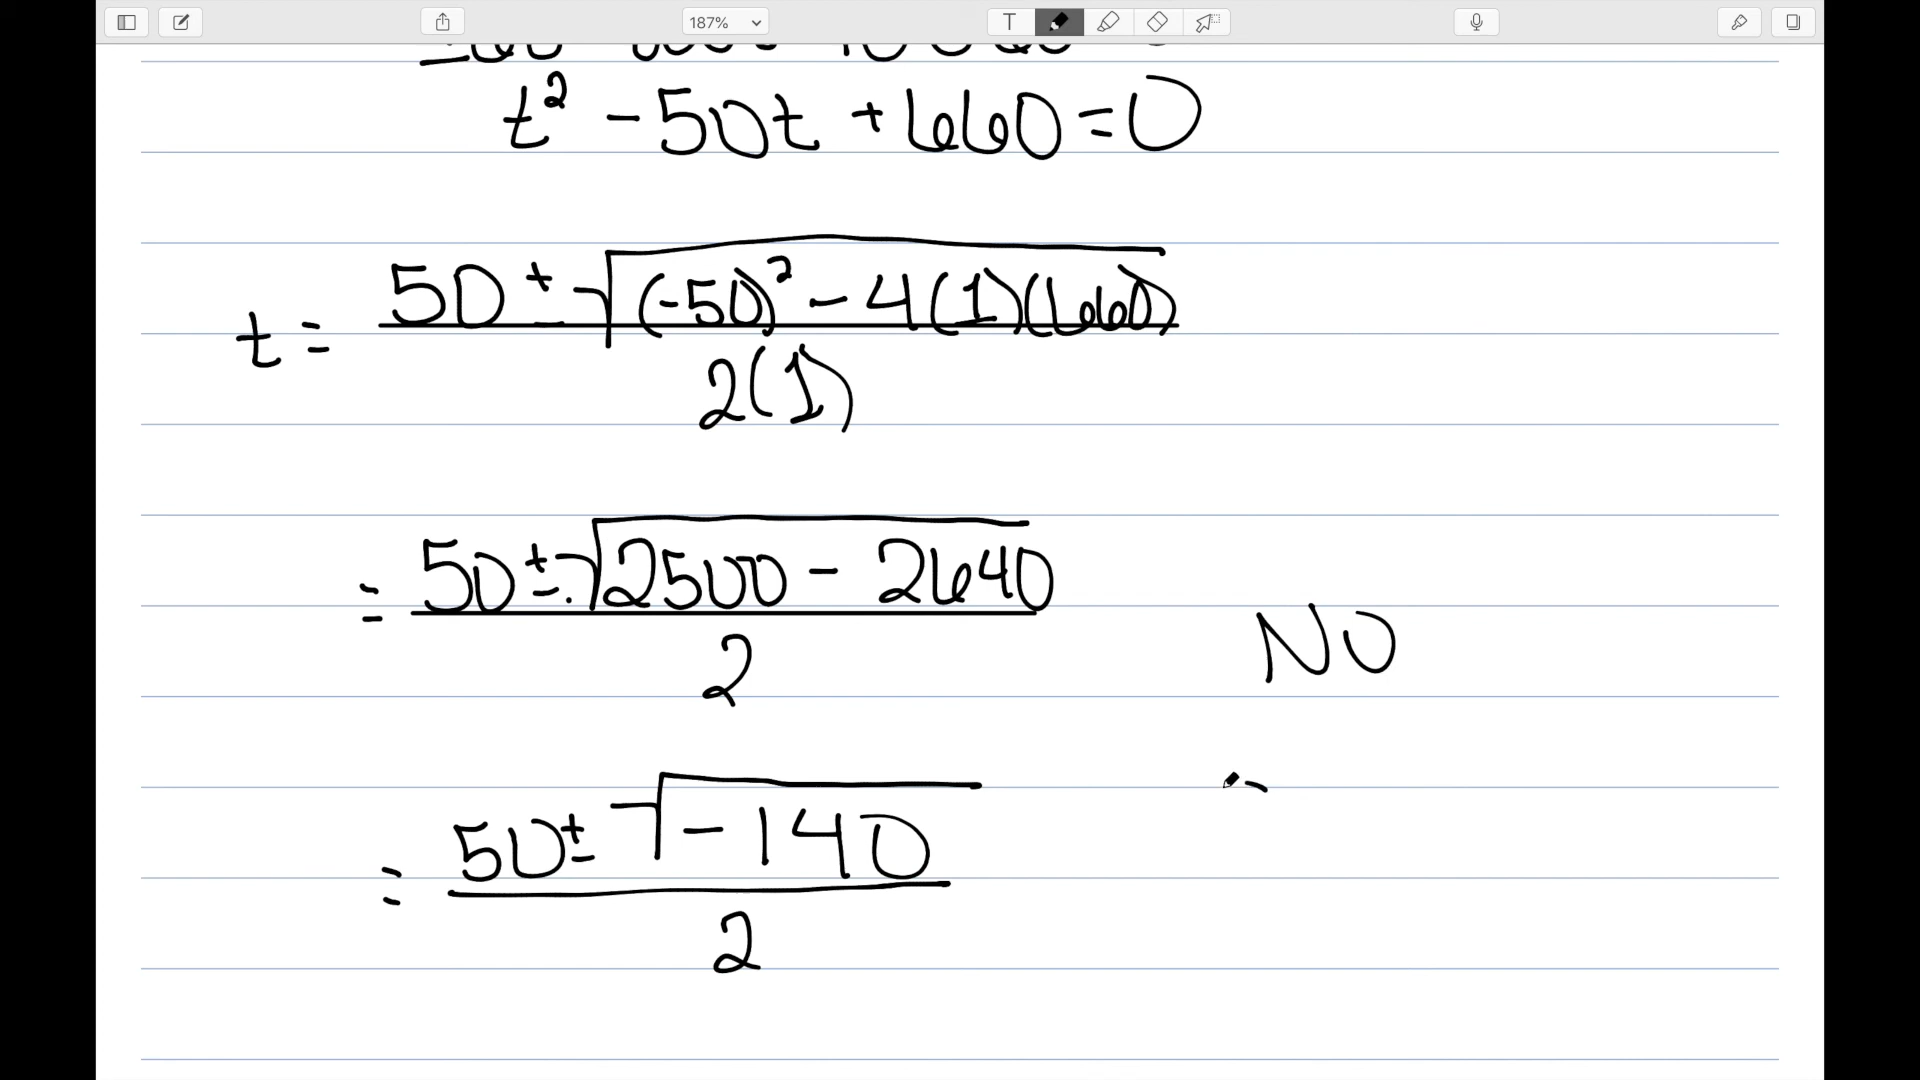 187%
T
t² - 50t + 660 = 0
t = 50 ± √((-50)² - 4(1)(660)) / 2(1)
= 50 ± √(2500 - 2640) / 2
NO
= 50 ± √(-140) / 2